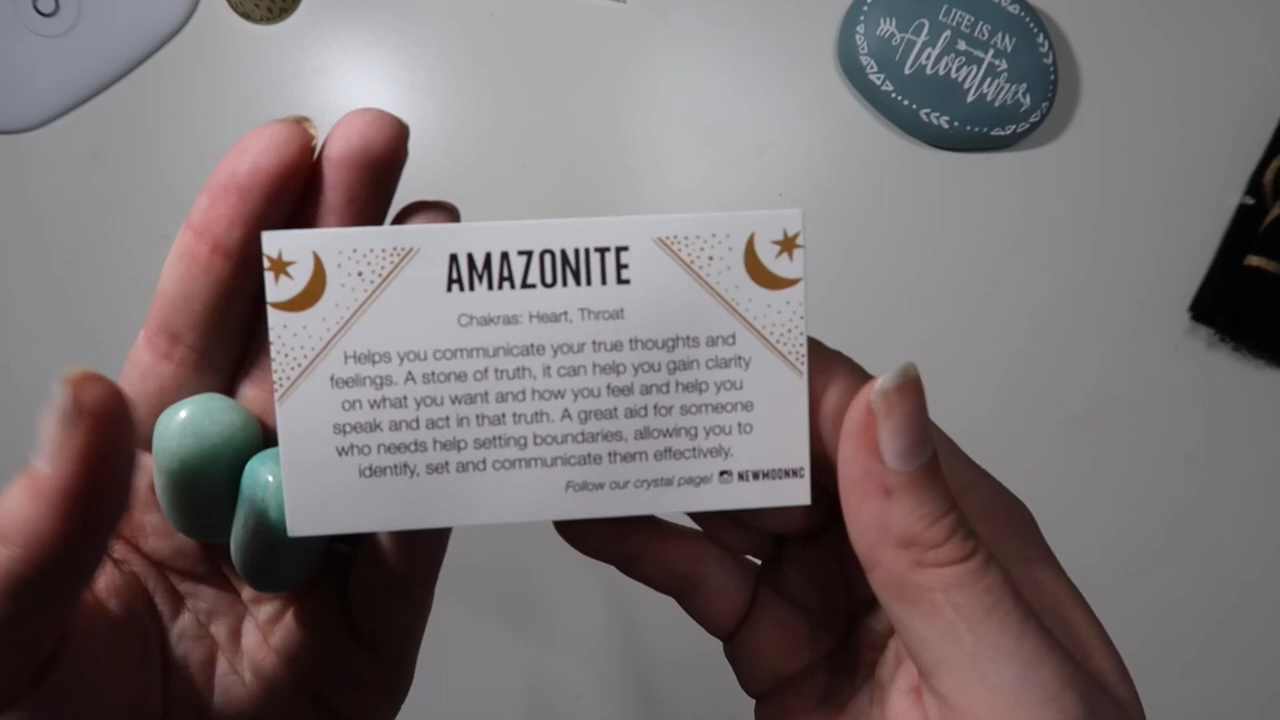 LIFE IS AN
Adventure
AMAZONITE
Chakras: Heart, Throat
Helps you communicate your true thoughts and
feelings. A stone of truth, it can help you gain clarity
on what you want and how you feel and help you
speak and act in that truth. A great aid for someone
who needs help setting boundaries, allowing you to
identify, set and communicate them effectively.
Follow our crystal page! NEWMOONNC